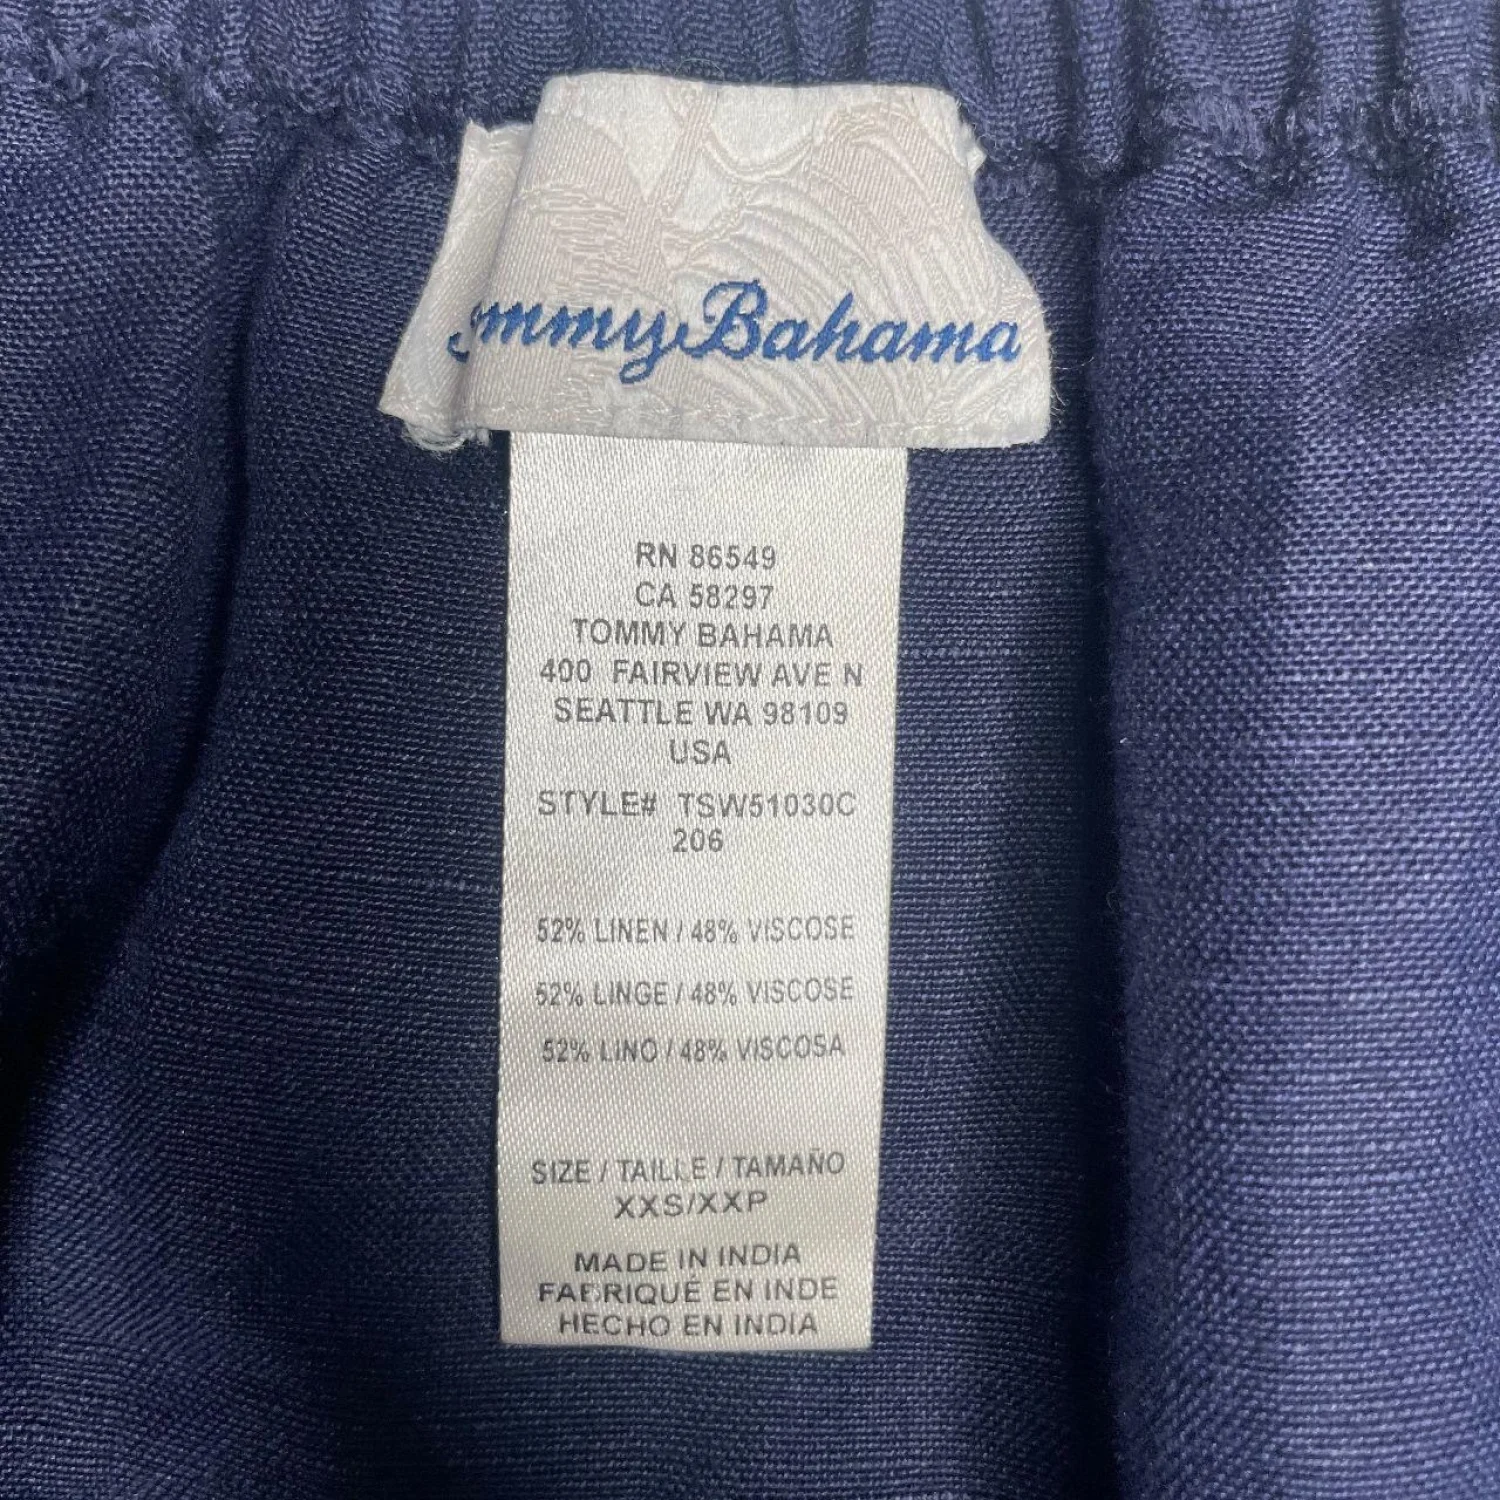 ommy Bahama
RN 86549
CA 58297
TOMMY BAHAMA
400 FAIRVIEW AVE N
SEATTLE WA 98109
USA
STYLE# TSW51030C
206
52% LINEN / 48% VISCOSE
52% LINGE / 48% VISCOSE
52% LINO / 48% VISCOSA
SIZE / TAILLE / TAMAÑO
XXS/XXP
MADE IN INDIA
FABRIQUÉ EN INDE
HECHO EN INDIA